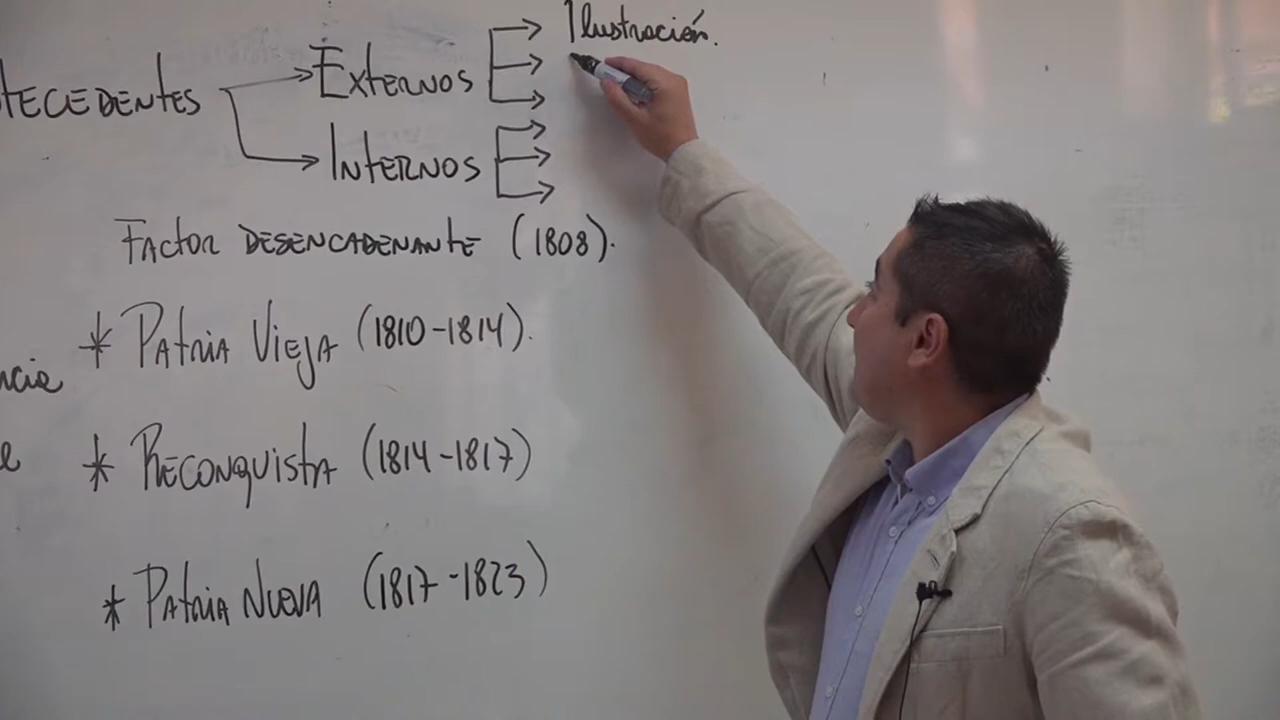 Ilustración.
TECEDENTES Externos
Internos
Factor desencadenante (1808).
* Patria Vieja (1810-1814).
ncia
* Reconquista (1814-1817)
e
* Patria Nueva (1817-1823)